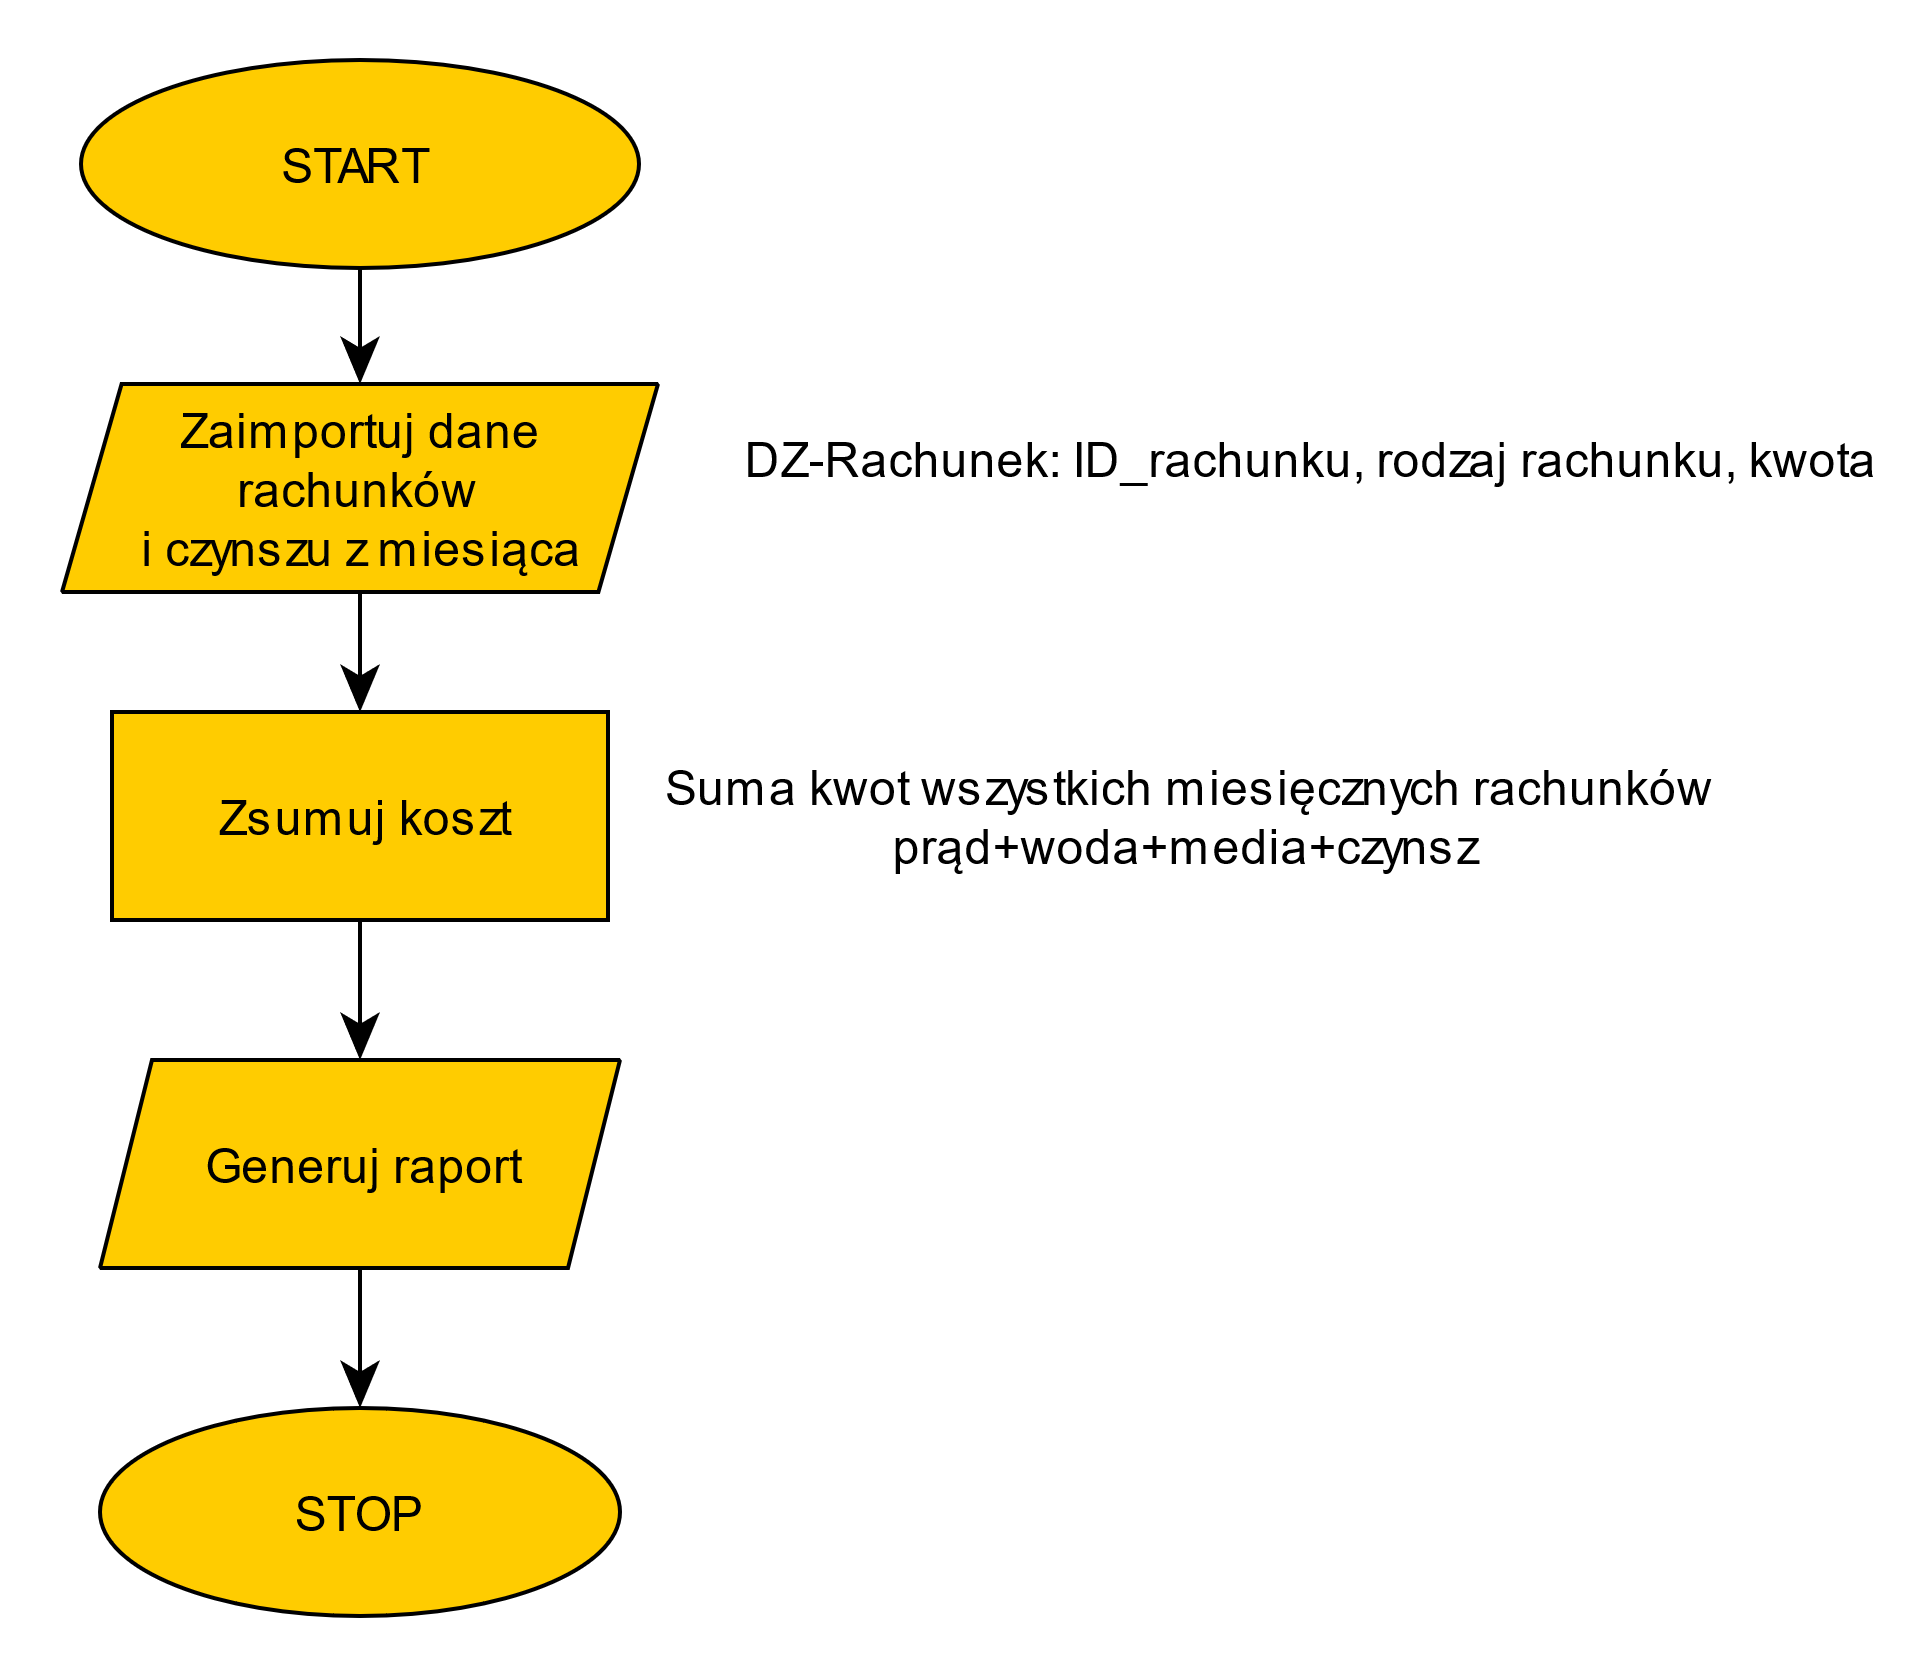 START
Zaimportuj dane
rachunków
i czynszu z miesiąca
DZ-Rachunek: ID_rachunku, rodzaj rachunku, kwota
Zsumuj koszt
Suma kwot wszystkich miesięcznych rachunków
prąd+woda+media+czynsz
Generuj raport
STOP